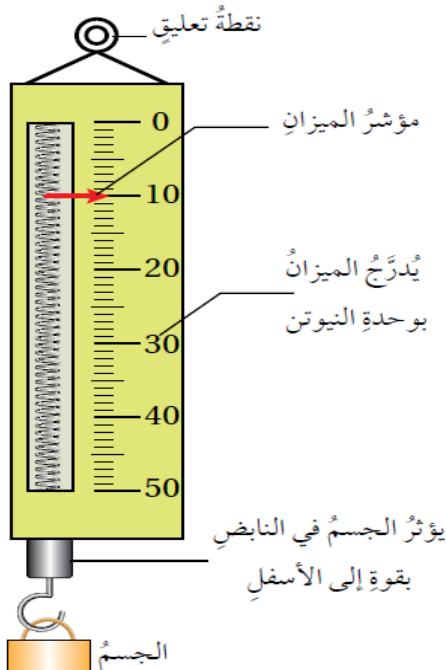 نقطةُ تعليقٍ
0
مؤشرُ الميزانِ
10
20
يُدرَّجُ الميزانُ
بوحدةِ النيوتن
30
40
50
يؤثرُ الجسمُ في النابضِ
بقوةِ إلى الأسفلِ
الجسمُ